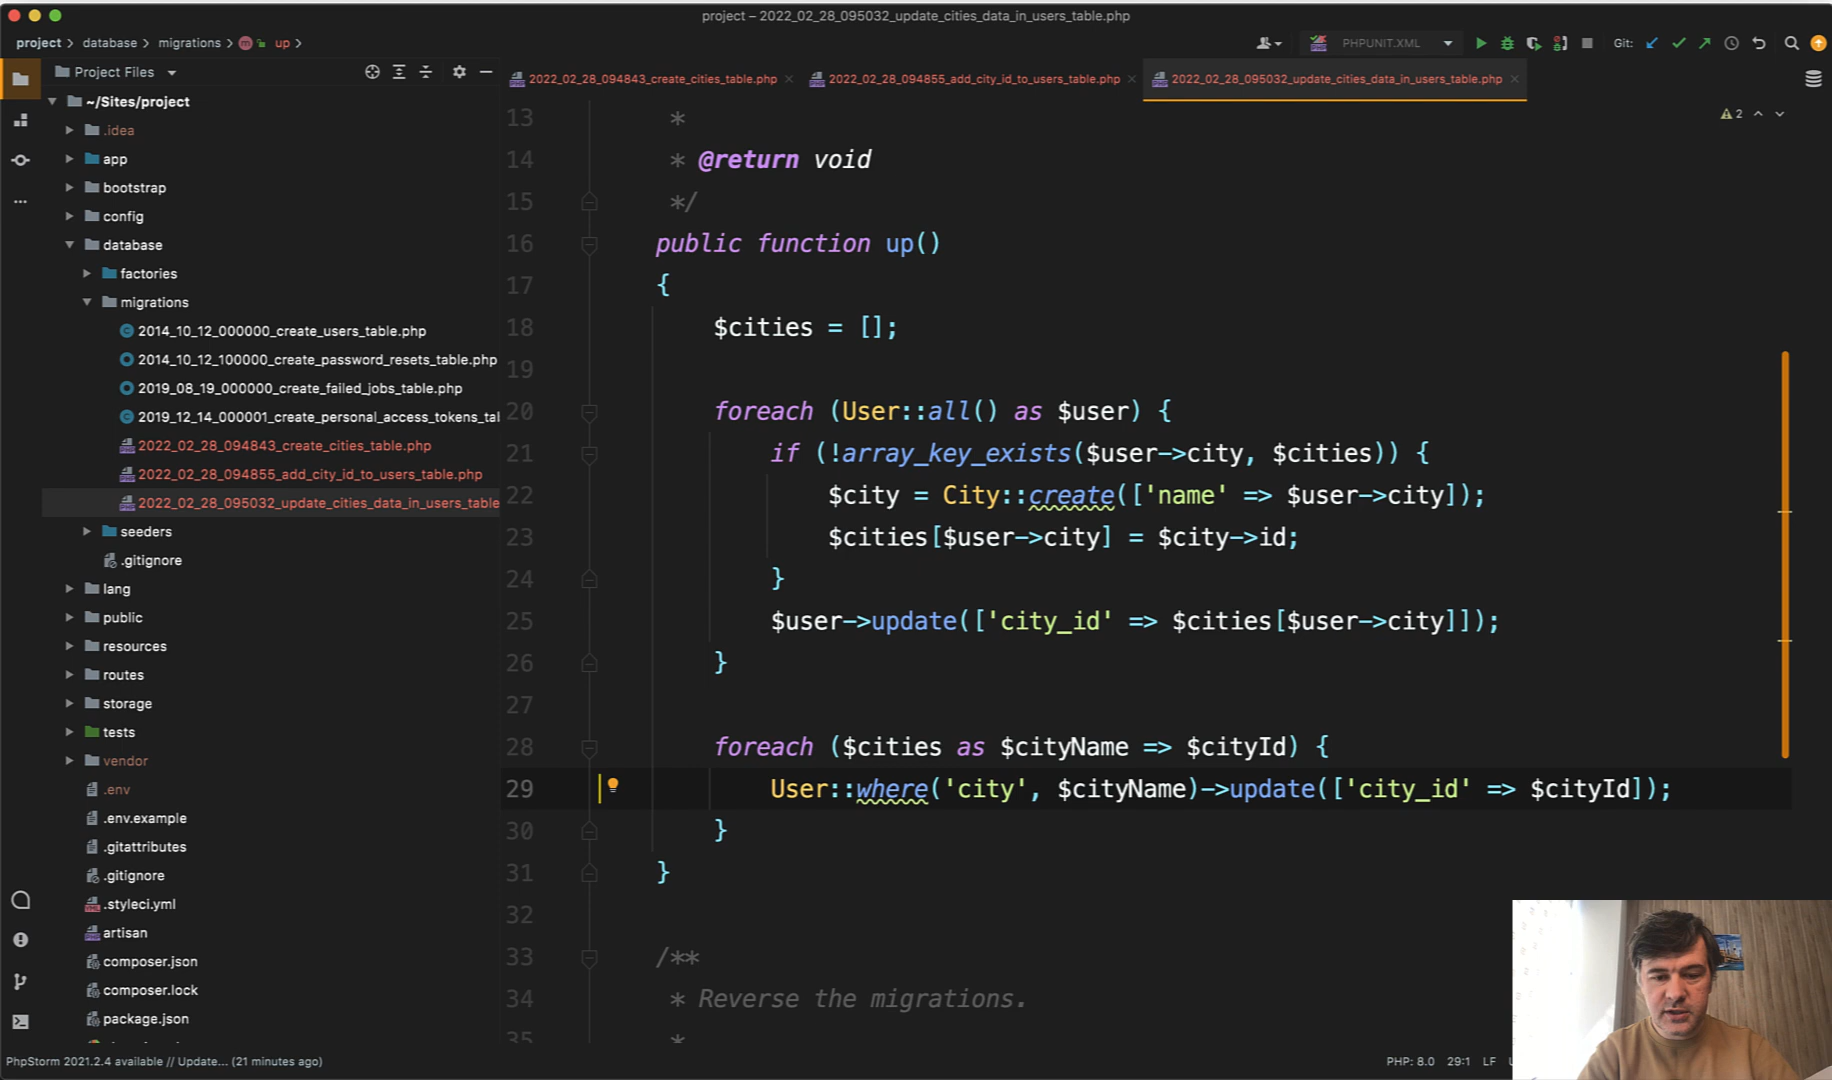 project – 2022_02_28_095032_update_cities_data_in_users_table.php
project
database
migrations
m
up
PHPUNIT.XML
Git:
Project Files
2022_02_28_094843_create_cities_table.php
2022_02_28_094855_add_city_id_to_users_table.php
2022_02_28_095032_update_cities_data_in_users_table.php
~/Sites/project
.idea
app
bootstrap
config
database
factories
migrations
2014_10_12_000000_create_users_table.php
2014_10_12_100000_create_password_resets_table.php
2019_08_19_000000_create_failed_jobs_table.php
2019_12_14_000001_create_personal_access_tokens_tal
2022_02_28_094843_create_cities_table.php
2022_02_28_094855_add_city_id_to_users_table.php
2022_02_28_095032_update_cities_data_in_users_table
seeders
.gitignore
lang
public
resources
routes
storage
tests
vendor
.env
.env.example
.gitattributes
.gitignore
.styleci.yml
artisan
composer.json
composer.lock
package.json
2
13 *
14 * @return void
15 */
16 public function up()
17 {
18 $cities = [];
19
20 foreach (User::all() as $user) {
21 if (!array_key_exists($user->city, $cities)) {
22 $city = City::create(['name' => $user->city]);
23 $cities[$user->city] = $city->id;
24 }
25 $user->update(['city_id' => $cities[$user->city]]);
26 }
27
28 foreach ($cities as $cityName => $cityId) {
29 User::where('city', $cityName)->update(['city_id' => $cityId]);
30 }
31 }
32
33 /**
34 * Reverse the migrations.
35 *
PhpStorm 2021.2.4 available // Update... (21 minutes ago)
PHP: 8.0 29:1 LF